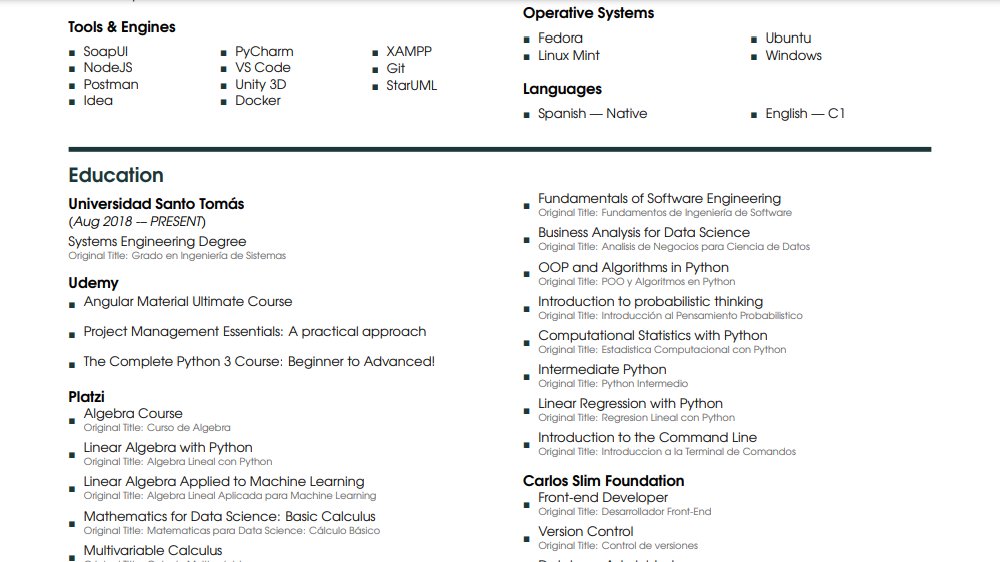 Tools & Engines
SoapUI
NodeJS
Postman
Idea
PyCharm
VS Code
Unity 3D
Docker
XAMPP
Git
StarUML
Operative Systems
Fedora
Linux Mint
Ubuntu
Windows
Languages
Spanish — Native
English — C1
Education
Universidad Santo Tomás
(Aug 2018 -– PRESENT)
Systems Engineering Degree
Original Title: Grado en Ingeniería de Sistemas
Udemy
Angular Material Ultimate Course
Project Management Essentials: A practical approach
The Complete Python 3 Course: Beginner to Advanced!
Platzi
Algebra Course
Original Title: Curso de Algebra
Linear Algebra with Python
Original Title: Algebra Lineal con Python
Linear Algebra Applied to Machine Learning
Original Title: Algebra Lineal Aplicada para Machine Learning
Mathematics for Data Science: Basic Calculus
Original Title: Matematicas para Data Science: Cálculo Básico
Multivariable Calculus
Fundamentals of Software Engineering
Original Title: Fundamentos de Ingeniería de Software
Business Analysis for Data Science
Original Title: Analisis de Negocios para Ciencia de Datos
OOP and Algorithms in Python
Original Title: POO y Algoritmos en Python
Introduction to probabilistic thinking
Original Title: Introducción al Pensamiento Probabilistico
Computational Statistics with Python
Original Title: Estadistica Computacional con Python
Intermediate Python
Original Title: Python Intermedio
Linear Regression with Python
Original Title: Regresion Lineal con Python
Introduction to the Command Line
Original Title: Introduccion a la Terminal de Comandos
Carlos Slim Foundation
Front-end Developer
Original Title: Desarrollador Front-End
Version Control
Original Title: Control de versiones